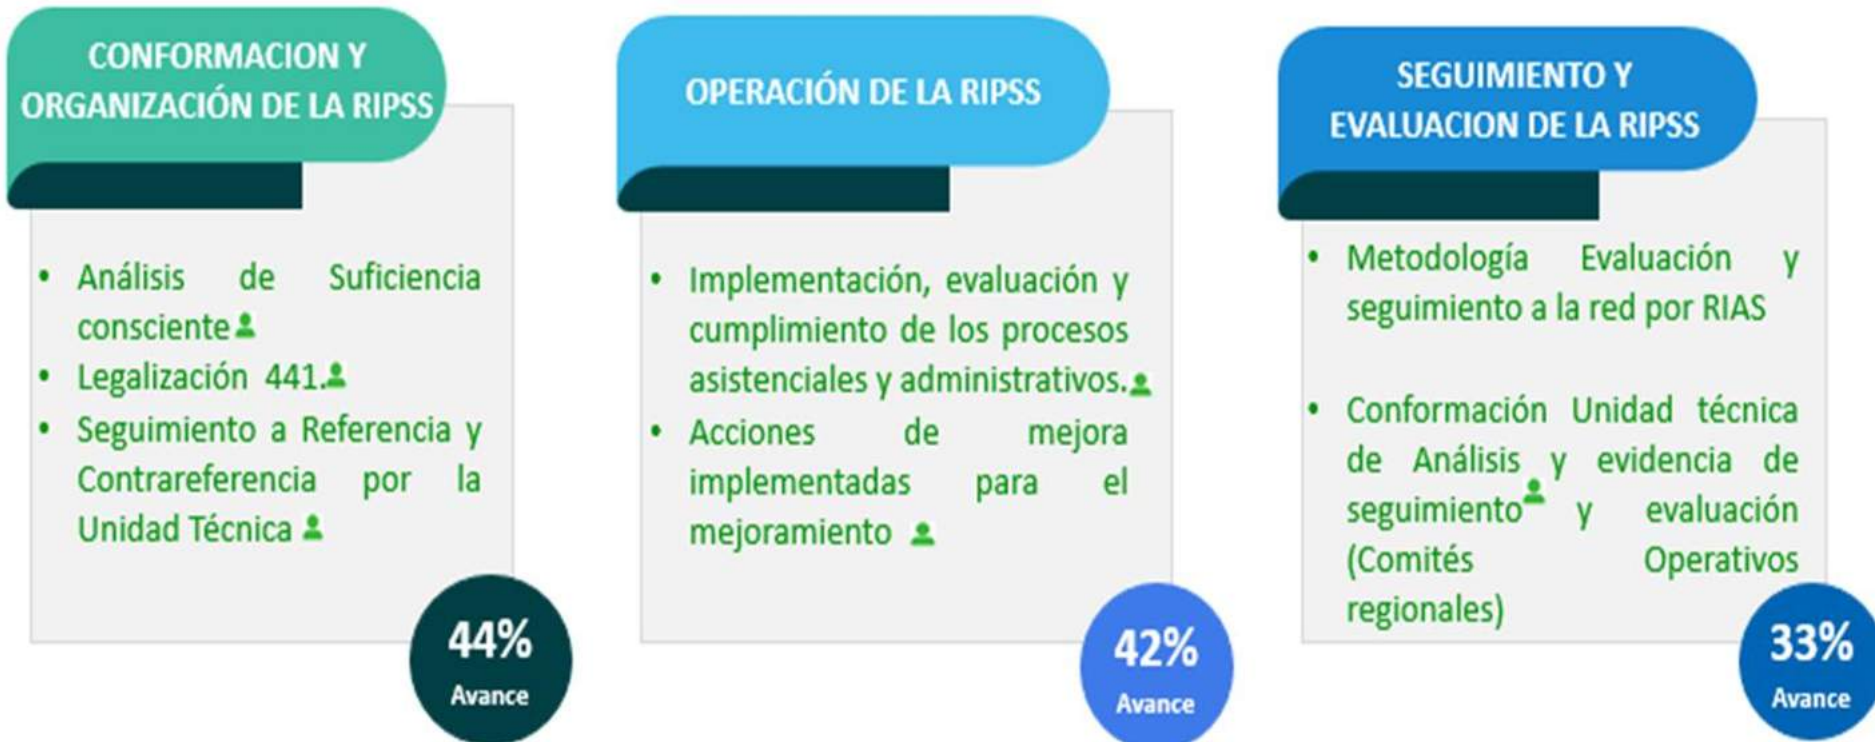 CONFORMACION Y
ORGANIZACIÓN DE LA RIPSS
• Análisis de Suficiencia
consciente
• Legalización 441.
• Seguimiento a Referencia y
Contrareferencia por la
Unidad Técnica
44%
Avance
OPERACIÓN DE LA RIPSS
• Implementación, evaluación y
cumplimiento de los procesos
asistenciales y administrativos.
• Acciones de mejora
implementadas para el
mejoramiento
42%
Avance
SEGUIMIENTO Y
EVALUACION DE LA RIPSS
• Metodología Evaluación y
seguimiento a la red por RIAS
• Conformación Unidad técnica
de Análisis y evidencia de
seguimiento y evaluación
(Comités Operativos
regionales)
33%
Avance